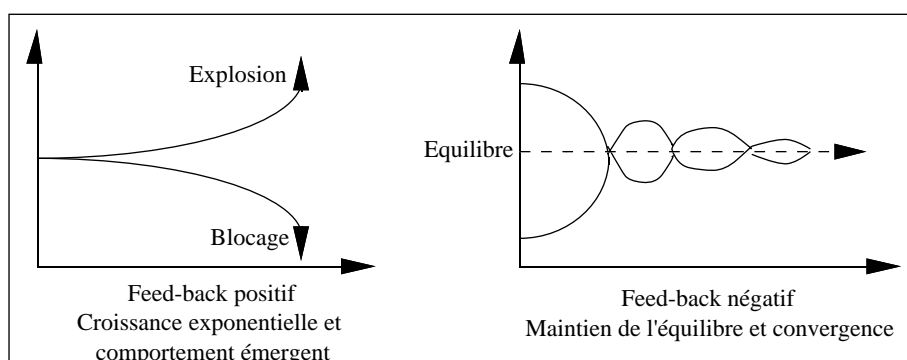 Explosion
Blocage
Feed-back positif
Croissance exponentielle et
comportement émergent
Equilibre
Feed-back négatif
Maintien de l'équilibre et convergence